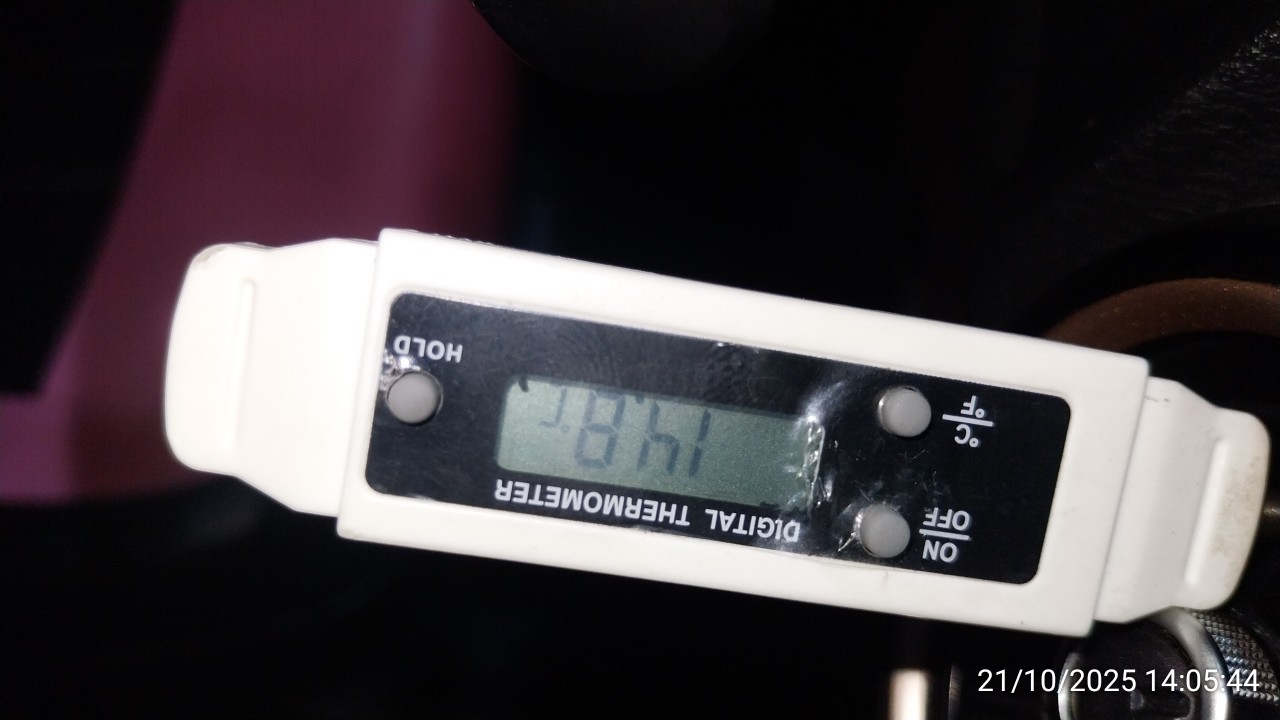 DIGITAL THERMOMETER
ON
OFF
°C
°F
14.8
HOLD
21/10/2025 14:05:44